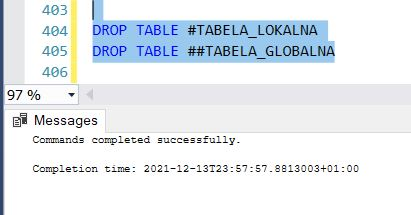 403
404 DROP TABLE #TABELA_LOKALNA
405 DROP TABLE ##TABELA_GLOBALNA
406
97 %
Messages
Commands completed successfully.
Completion time: 2021-12-13T23:57:57.8813003+01:00